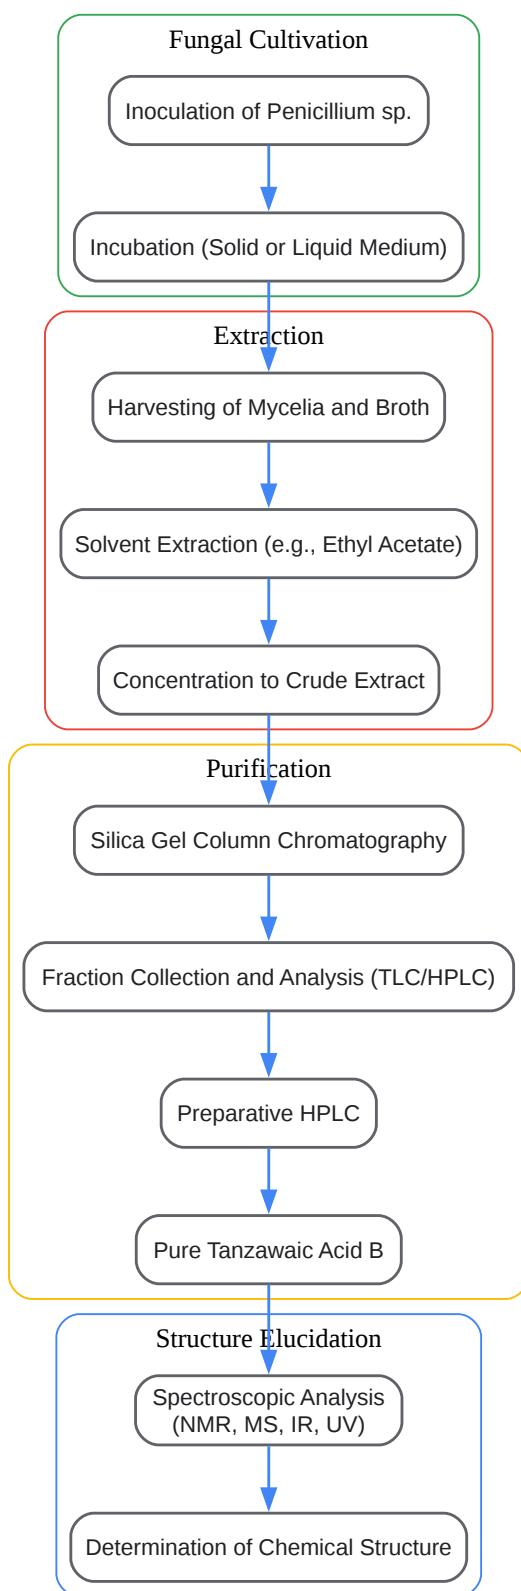 Fungal Cultivation
Inoculation of Penicillium sp.
Incubation (Solid or Liquid Medium)
Extraction
Harvesting of Mycelia and Broth
Solvent Extraction (e.g., Ethyl Acetate)
Concentration to Crude Extract
Purification
Silica Gel Column Chromatography
Fraction Collection and Analysis (TLC/HPLC)
Preparative HPLC
Pure Tanzawaic Acid B
Structure Elucidation
Spectroscopic Analysis
(NMR, MS, IR, UV)
Determination of Chemical Structure